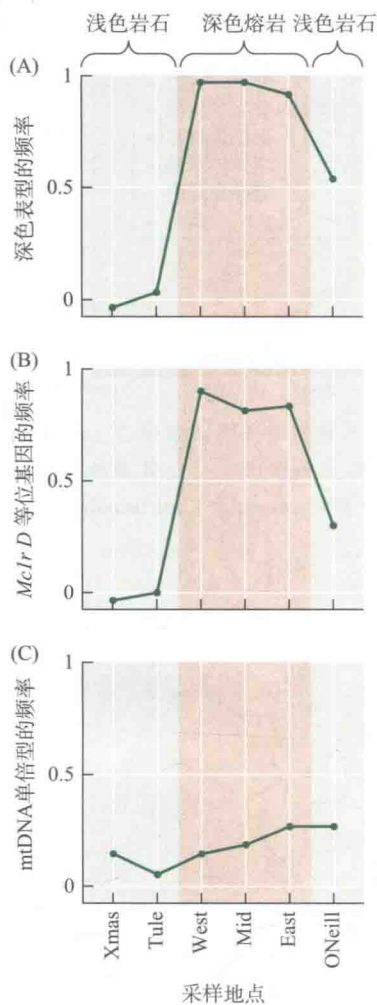 浅色岩石 深色熔岩 浅色岩石
(A)
深色表型的频率
1
0.5
0
(B)
Mc1r D 等位基因的频率
1
0.5
0
(C)
mtDNA单倍型的频率
1
0.5
0
Xmas
Tule
West
Mid
East
ONeill
采样地点